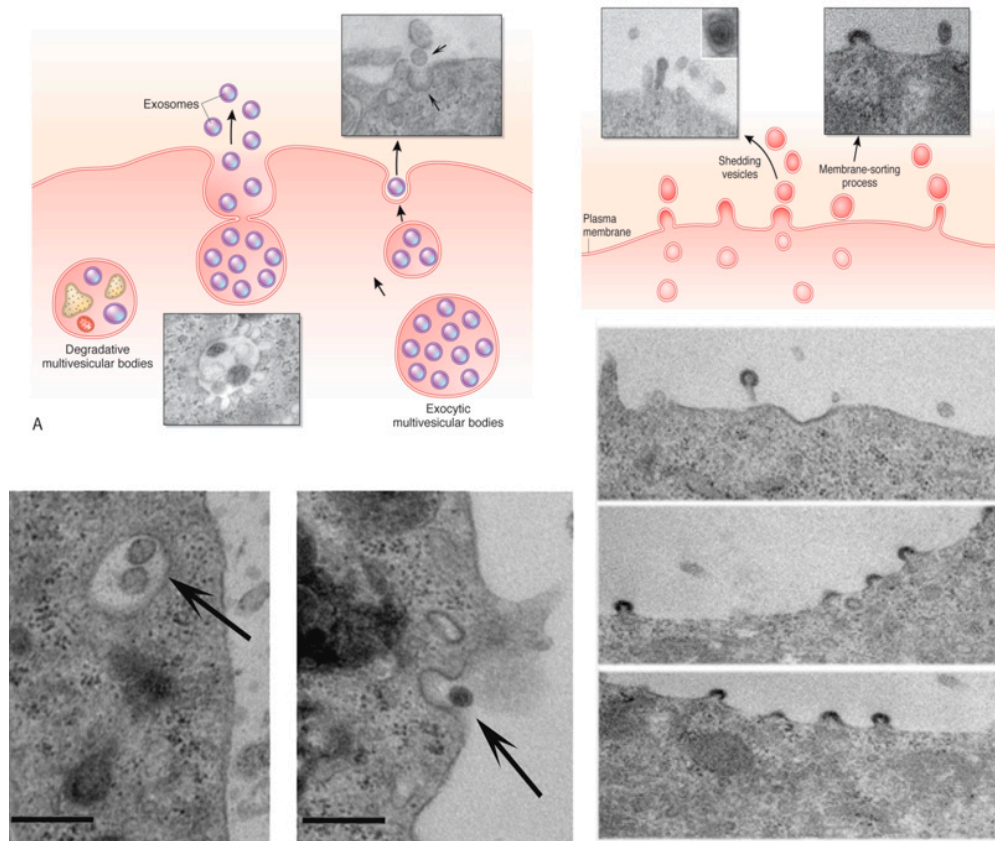 Exosomes
Degradative
multivesicular bodies
Exocytic
multivesicular bodies
A
Shedding
vesicles
Membrane-sorting
process
Plasma
membrane